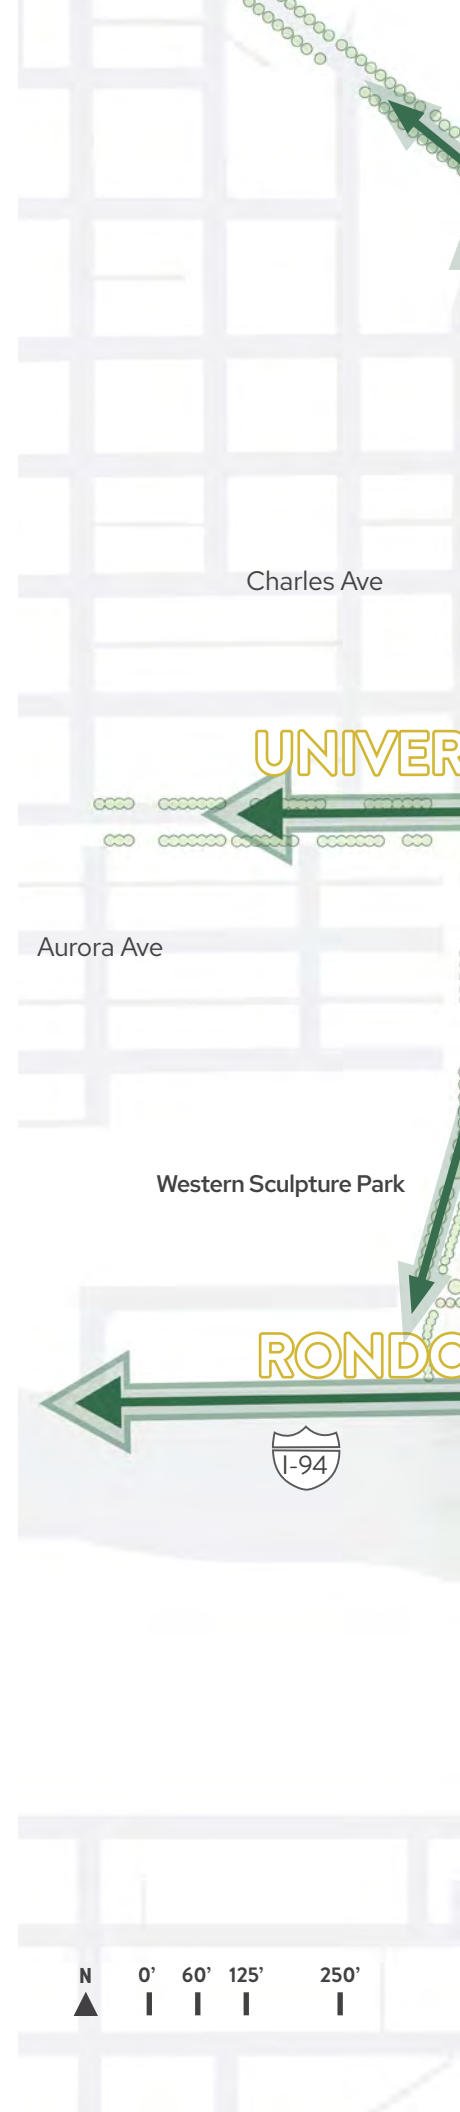 Charles Ave
UNIVER
Aurora Ave
Western Sculpture Park
RONDO
I-94
N 0’ 60’ 125’ 250’